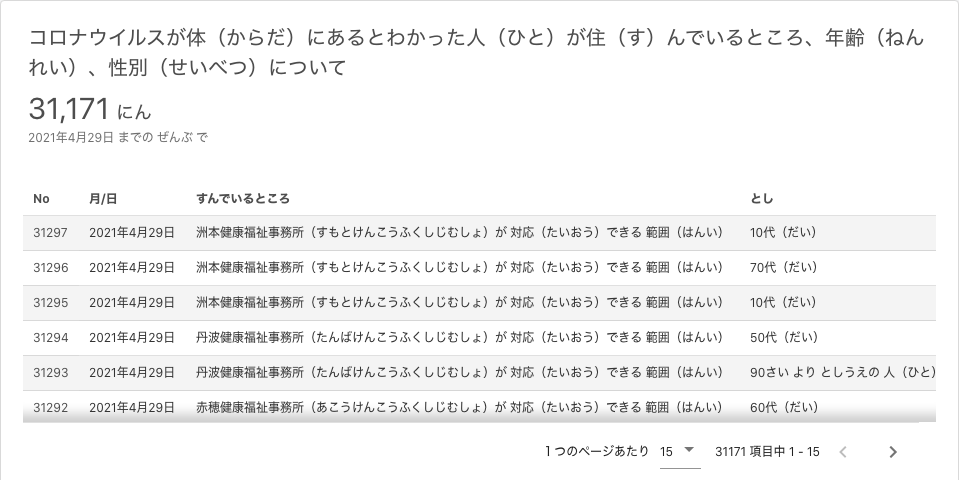 コロナウイルスが体（からだ）にあるとわかった人（ひと）が住（す）んでいるところ、年齢（ねん
れい）、性別（せいべつ）について
31,171 にん
2021年4月29日 までの ぜんぶ で
No 月/日 すんでいるところ とし
31297 2021年4月29日 洲本健康福祉事務所（すもとけんこうふくしじむしょ）が 対応（たいおう）できる 範囲（はんい） 10代（だい）
31296 2021年4月29日 洲本健康福祉事務所（すもとけんこうふくしじむしょ）が 対応（たいおう）できる 範囲（はんい） 70代（だい）
31295 2021年4月29日 洲本健康福祉事務所（すもとけんこうふくしじむしょ）が 対応（たいおう）できる 範囲（はんい） 10代（だい）
31294 2021年4月29日 丹波健康福祉事務所（たんばけんこうふくしじむしょ）が 対応（たいおう）できる 範囲（はんい） 50代（だい）
31293 2021年4月29日 丹波健康福祉事務所（たんばけんこうふくしじむしょ）が 対応（たいおう）できる 範囲（はんい） 90さい より としうえの 人（ひと）
31292 2021年4月29日 赤穂健康福祉事務所（あこうけんこうふくしじむしょ）が 対応（たいおう）できる 範囲（はんい） 60代（だい）
1 つのページあたり 15 31171 項目中 1 - 15